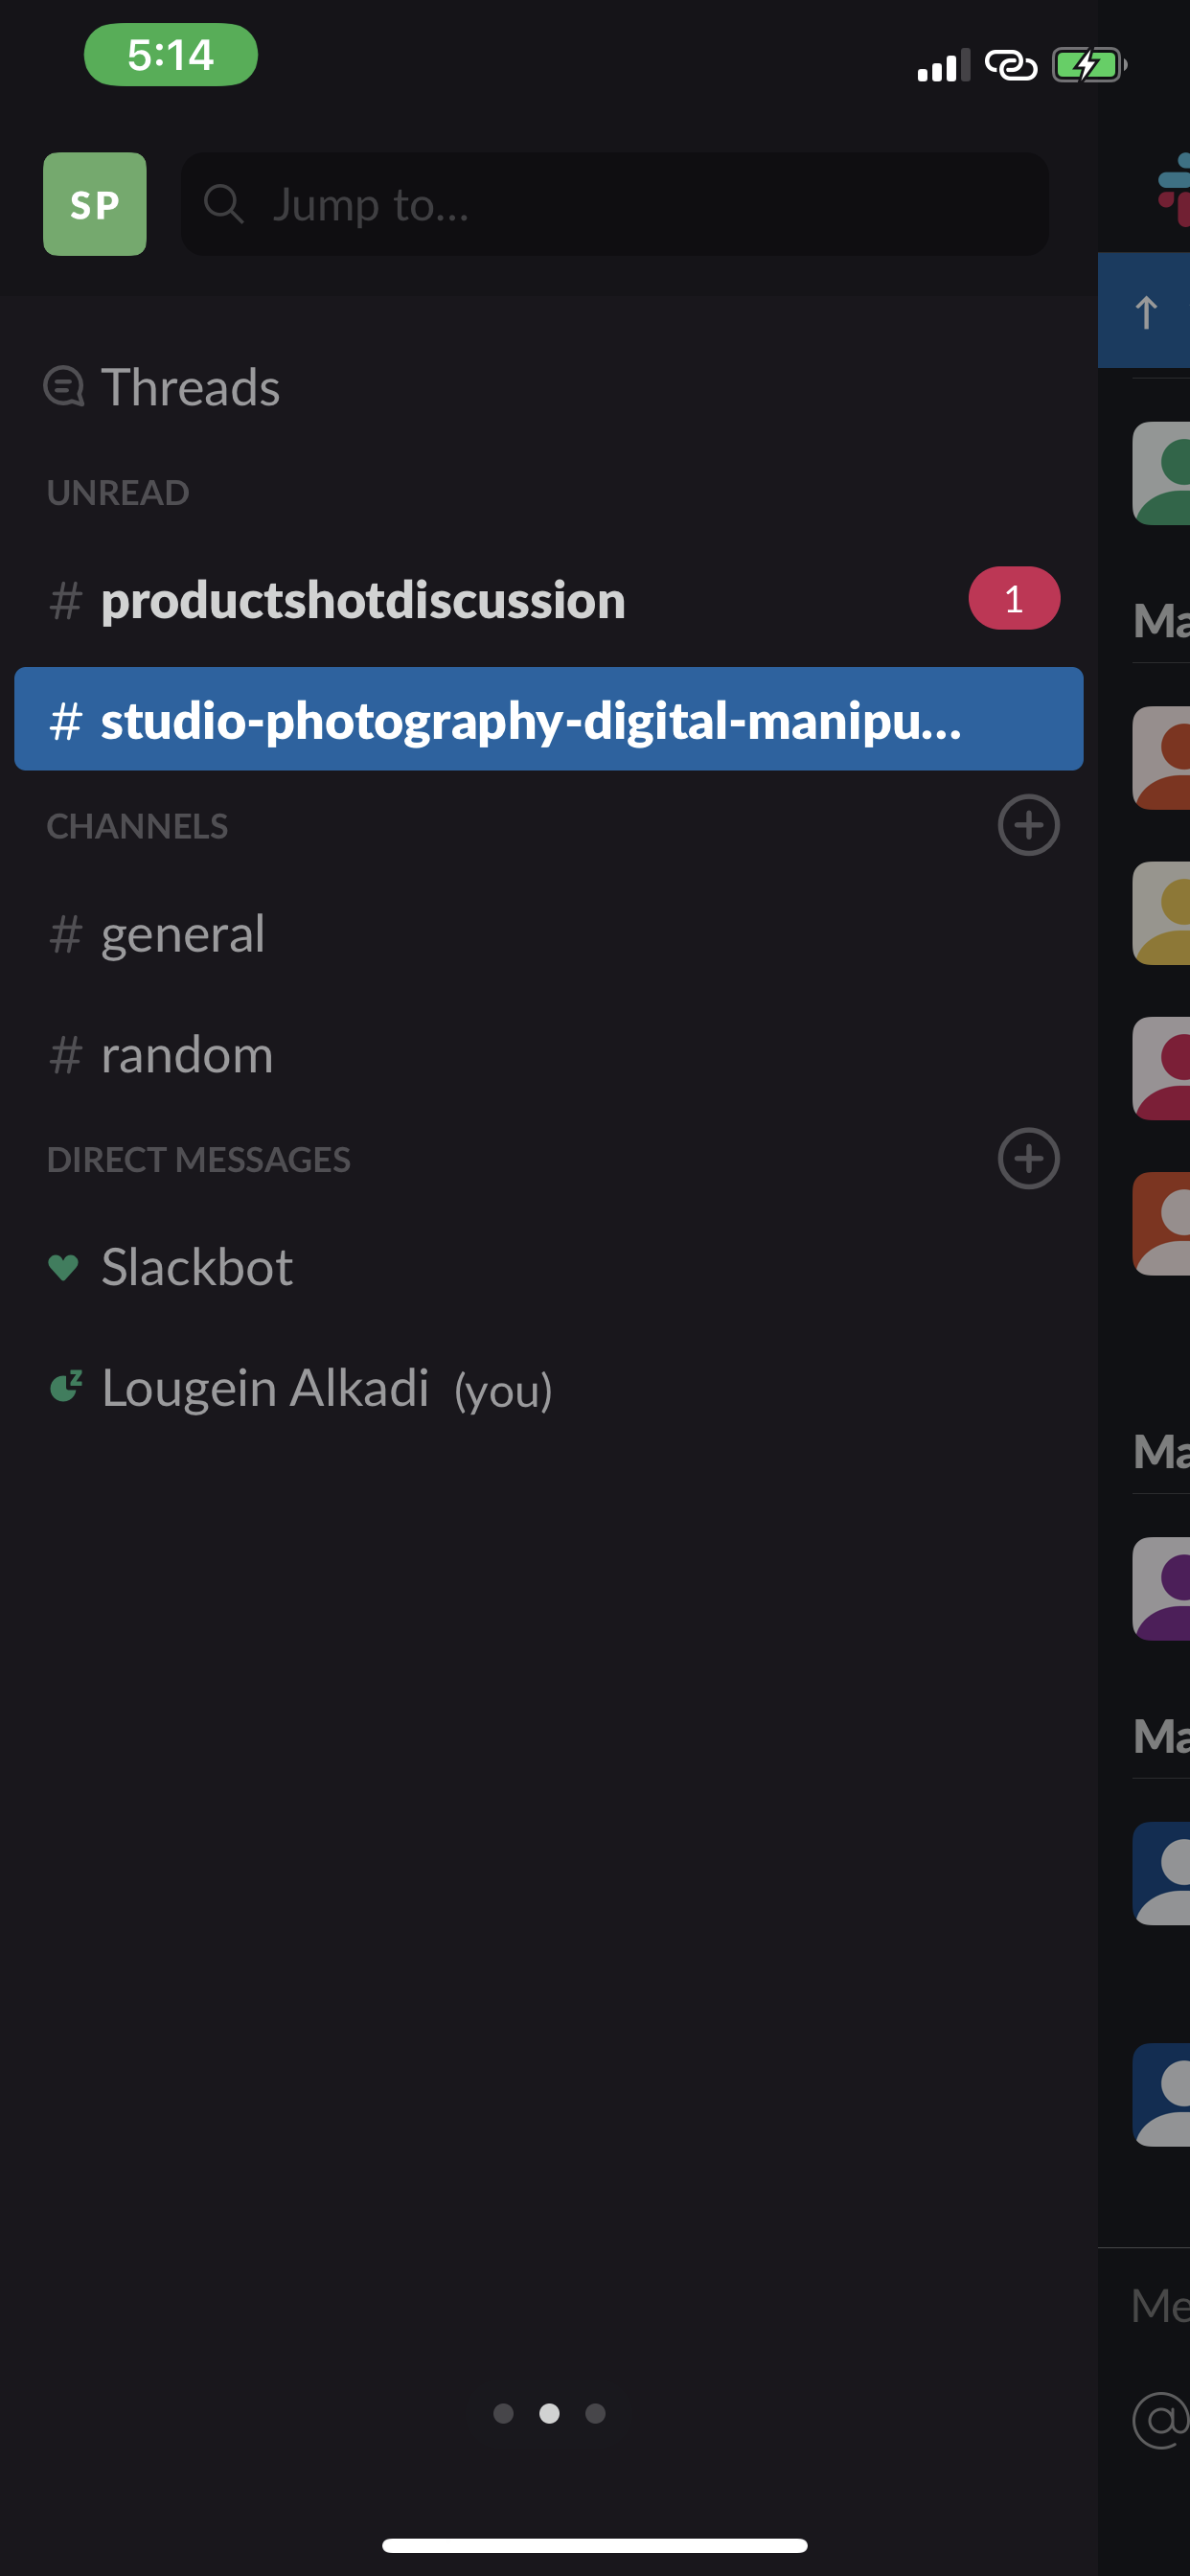 5:14
SP
Jump to...
Threads
UNREAD
# productshotdiscussion 1
# studio-photography-digital-manipu...
CHANNELS
# general
Ma
# random
DIRECT MESSAGES
Slackbot
Lougein Alkadi (you)
Ma
Ma
Me
@